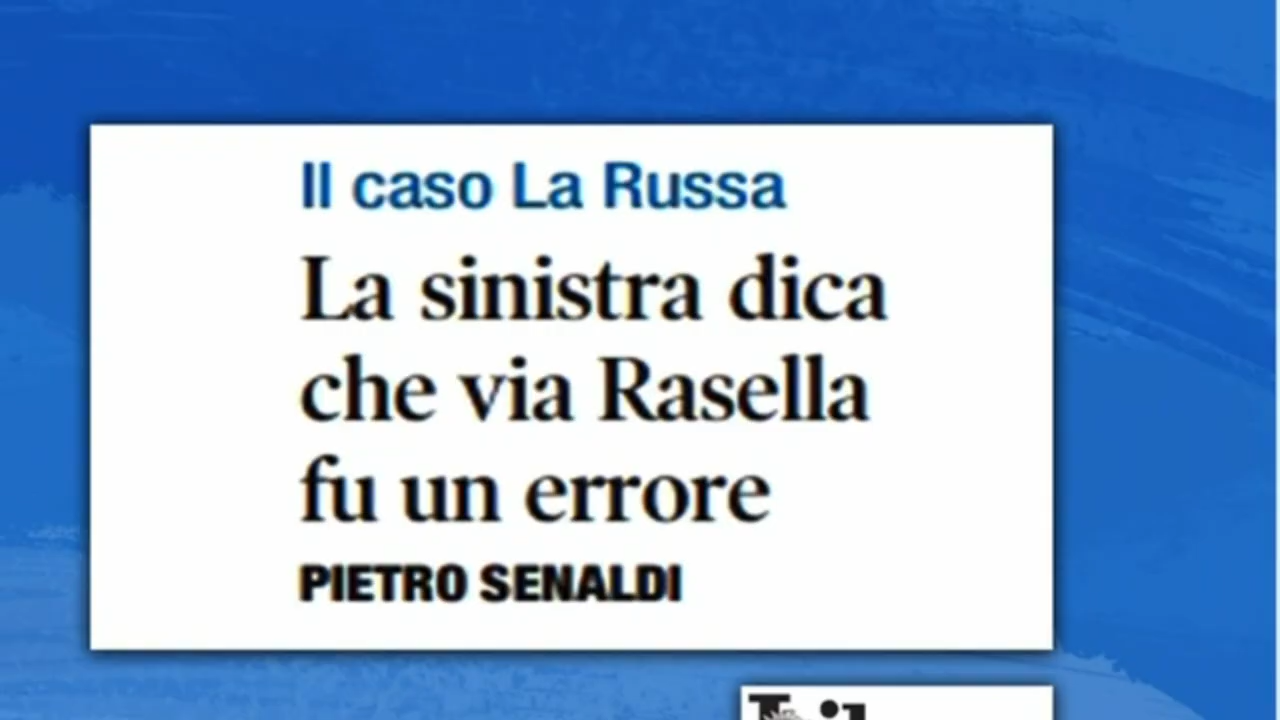 Il caso La Russa
La sinistra dica
che via Rasella
fu un errore
PIETRO SENALDI